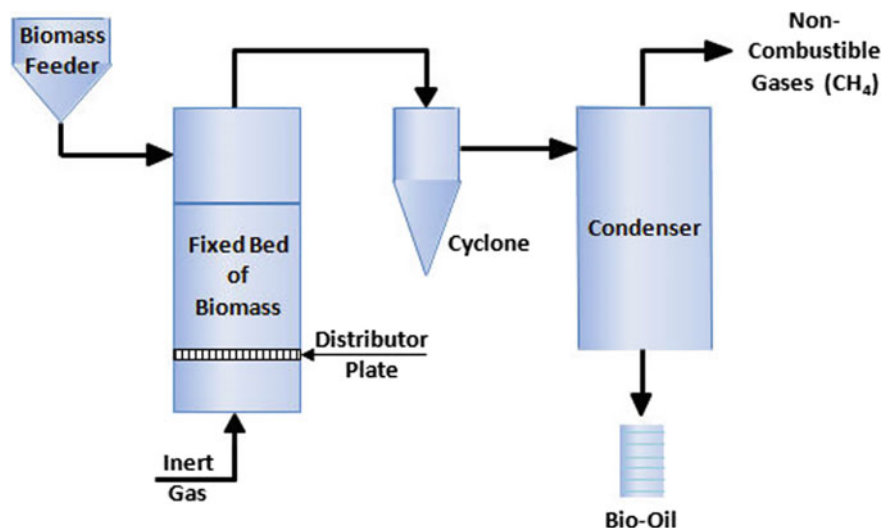 Biomass
Feeder
Non-
Combustible
Gases (CH₄)
Fixed Bed
of
Biomass
Cyclone
Condenser
Distributor
Plate
Inert
Gas
Bio-Oil